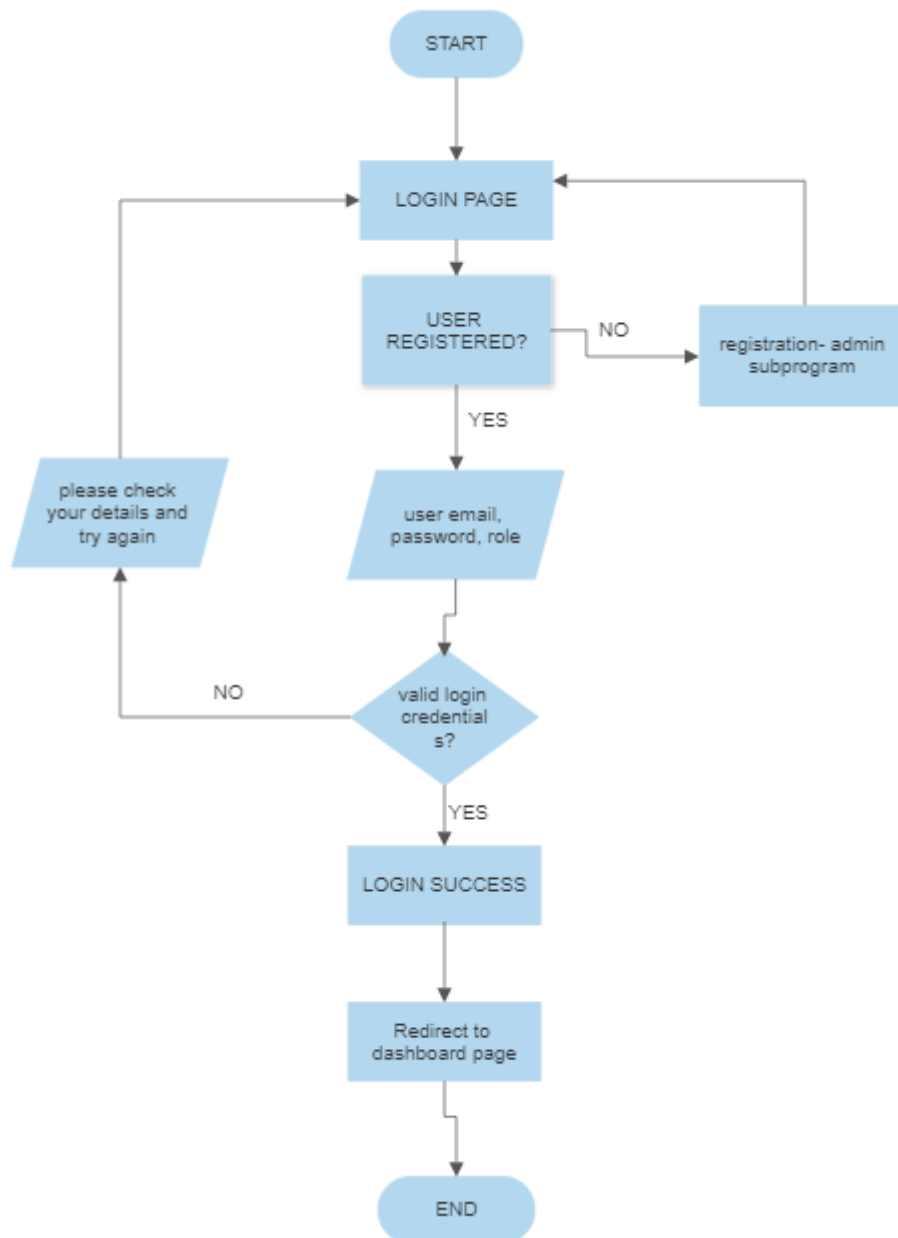 START
LOGIN PAGE
USER
REGISTERED?
NO
registration- admin
subprogram
YES
please check
your details and
try again
user email,
password, role
NO
valid login
credential
s?
YES
LOGIN SUCCESS
Redirect to
dashboard page
END